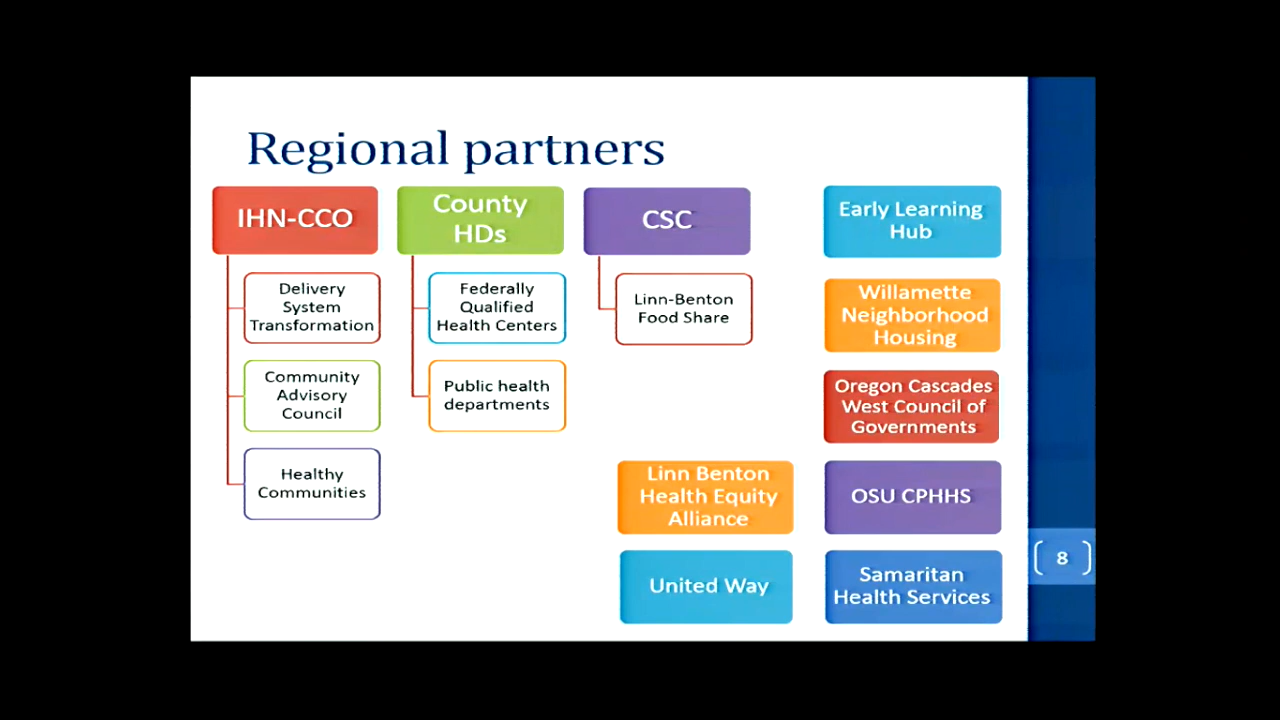 Regional partners
IHN-CCO
Delivery
System
Transformation
Community
Advisory
Council
Healthy
Communities
County
HDs
Federally
Qualified
Health Centers
Public health
departments
CSC
Linn-Benton
Food Share
Early Learning
Hub
Willamette
Neighborhood
Housing
Oregon Cascades
West Council of
Governments
Linn Benton
Health Equity
Alliance
OSU CPHHS
United Way
Samaritan
Health Services
8